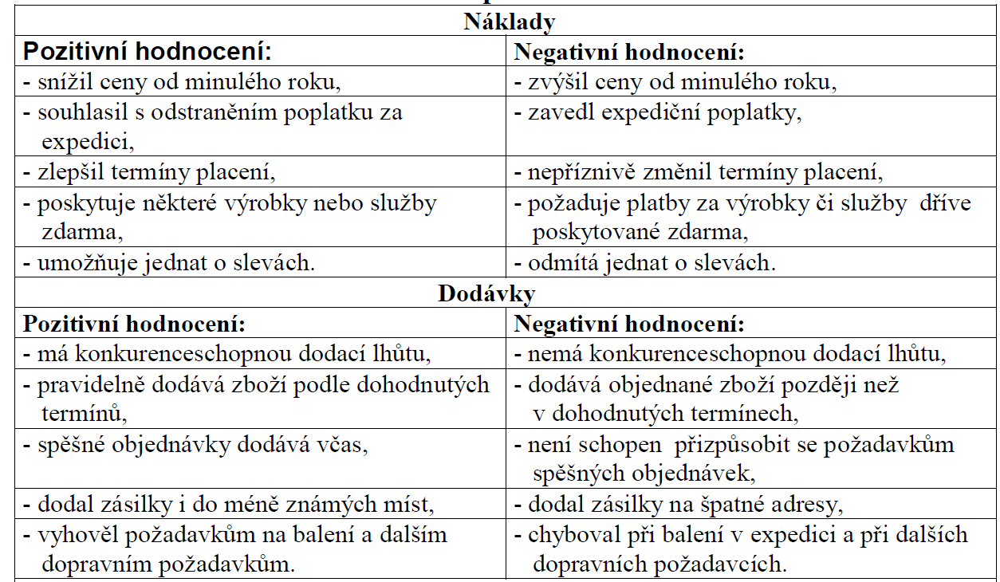 Náklady
Pozitivní hodnocení:
Negativní hodnocení:
- snížil ceny od minulého roku,
- zvýšil ceny od minulého roku,
- souhlasil s odstraněním poplatku za
expedici,
- zavedl expediční poplatky,
- zlepšil termíny placení,
- nepříznivě změnil termíny placení,
- poskytuje některé výrobky nebo služby
zdarma,
- požaduje platby za výrobky či služby dříve
poskytované zdarma,
- umožňuje jednat o slevách.
- odmítá jednat o slevách.
Dodávky
Pozitivní hodnocení:
Negativní hodnocení:
- má konkurenceschopnou dodací lhůtu,
- nemá konkurenceschopnou dodací lhůtu,
- pravidelně dodává zboží podle dohodnutých
termínů,
- dodává objednané zboží později než
v dohodnutých termínech,
- spěšné objednávky dodává včas,
- není schopen přizpůsobit se požadavkům
spěšných objednávek,
- dodal zásilky i do méně známých míst,
- dodal zásilky na špatné adresy,
- vyhověl požadavkům na balení a dalším
dopravním požadavkům.
- chyboval při balení v expedici a při dalších
dopravních požadavcích.